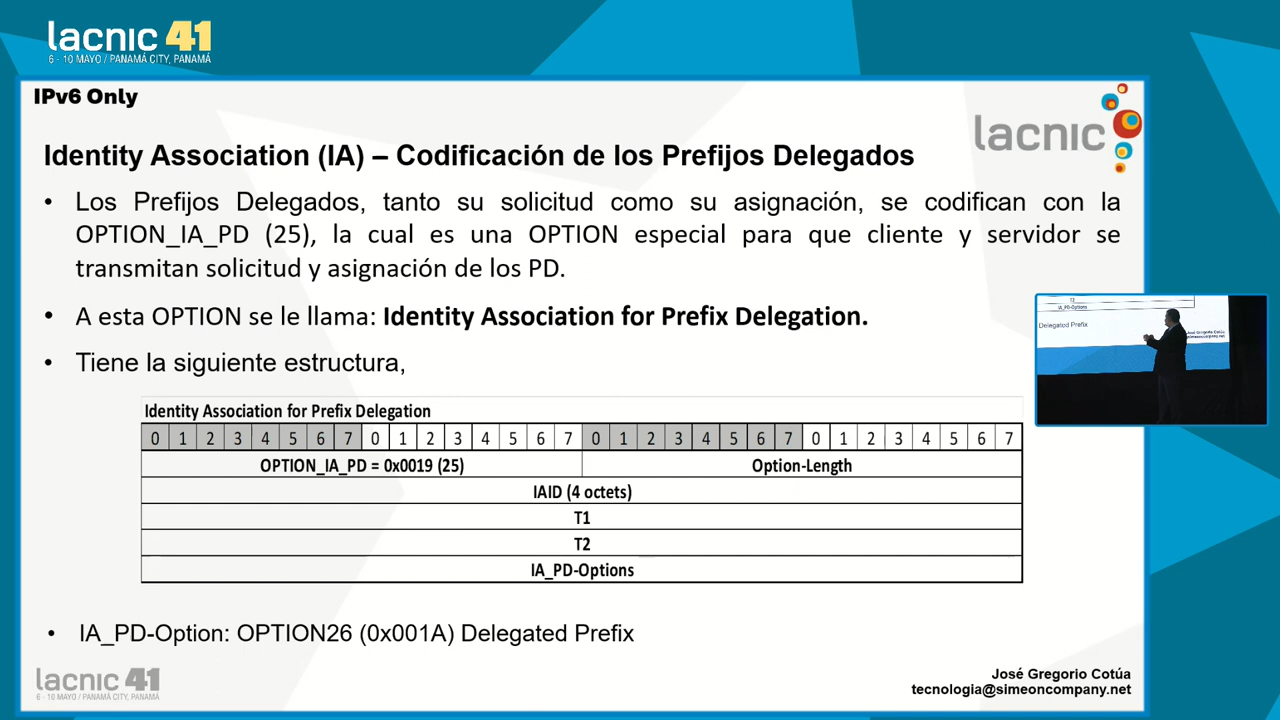 lacnic 41
6 - 10 MAYO / PANAMÁ CITY, PANAMÁ
IPv6 Only
lacnic
Identity Association (IA) – Codificación de los Prefijos Delegados
• Los Prefijos Delegados, tanto su solicitud como su asignación, se codifican con la
OPTION_IA_PD (25), la cual es una OPTION especial para que cliente y servidor se
transmitan solicitud y asignación de los PD.
• A esta OPTION se le llama: Identity Association for Prefix Delegation.
• Tiene la siguiente estructura,
Identity Association for Prefix Delegation
0 1 2 3 4 5 6 7 0 1 2 3 4 5 6 7 0 1 2 3 4 5 6 7 0 1 2 3 4 5 6 7
OPTION_IA_PD = 0x0019 (25) Option-Length
IAID (4 octets)
T1
T2
IA_PD-Options
• IA_PD-Option: OPTION26 (0x001A) Delegated Prefix
T2
IA_PD-Options
Delegated Prefix
José Gregorio Cotúa
tecnologia@simeoncompany.net
lacnic 41
6 - 10 MAYO / PANAMÁ CITY, PANAMÁ